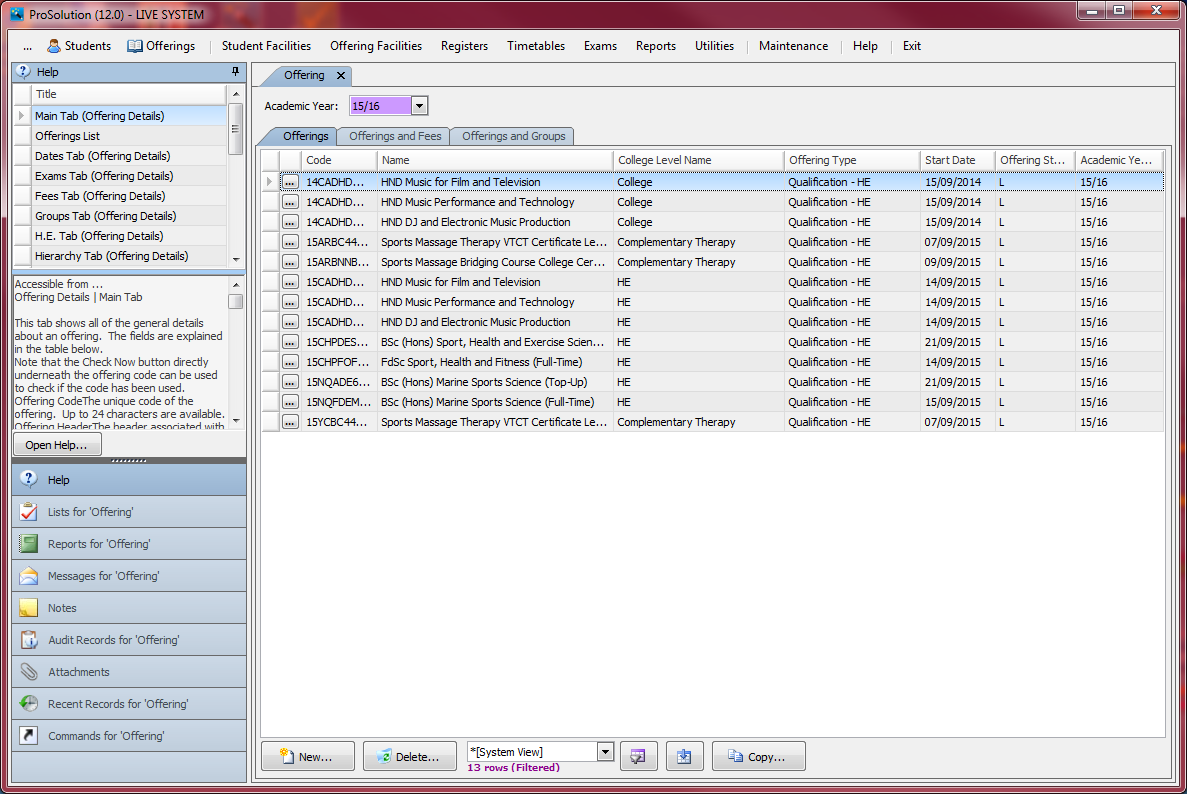 ProSolution (12.0) - LIVE SYSTEM
... Students Offerings Student Facilities Offering Facilities Registers Timetables Exams Reports Utilities Maintenance Help Exit
Help
Title
Main Tab (Offering Details)
Offerings List
Dates Tab (Offering Details)
Exams Tab (Offering Details)
Fees Tab (Offering Details)
Groups Tab (Offering Details)
H.E. Tab (Offering Details)
Hierarchy Tab (Offering Details)
Accessible from ...
Offering Details | Main Tab
This tab shows all of the general details
about an offering. The fields are explained
in the table below.
Note that the Check Now button directly
underneath the offering code can be used
to check if the code has been used.
Offering CodeThe unique code of the
offering. Up to 24 characters are available.
Offering HeaderThe header associated with
Open Help...
Help
Lists for 'Offering'
Reports for 'Offering'
Messages for 'Offering'
Notes
Audit Records for 'Offering'
Attachments
Recent Records for 'Offering'
Commands for 'Offering'
Offering
Academic Year: 15/16
Offerings Offerings and Fees Offerings and Groups
Code Name College Level Name Offering Type Start Date Offering St... Academic Ye...
... 14CADHD... HND Music for Film and Television College Qualification - HE 15/09/2014 L 15/16
... 14CADHD... HND Music Performance and Technology College Qualification - HE 15/09/2014 L 15/16
... 14CADHD... HND DJ and Electronic Music Production College Qualification - HE 15/09/2014 L 15/16
... 15ARBC44... Sports Massage Therapy VTCT Certificate Le... Complementary Therapy Qualification - HE 07/09/2015 L 15/16
... 15ARBNNB... Sports Massage Bridging Course College Cer... Complementary Therapy Qualification - HE 09/09/2015 L 15/16
... 15CADHD... HND Music for Film and Television HE Qualification - HE 14/09/2015 L 15/16
... 15CADHD... HND Music Performance and Technology HE Qualification - HE 14/09/2015 L 15/16
... 15CADHD... HND DJ and Electronic Music Production HE Qualification - HE 14/09/2015 L 15/16
... 15CHPDES... BSc (Hons) Sport, Health and Exercise Scien... HE Qualification - HE 21/09/2015 L 15/16
... 15CHPFOF... FdSc Sport, Health and Fitness (Full-Time) HE Qualification - HE 14/09/2015 L 15/16
... 15NQADE6... BSc (Hons) Marine Sports Science (Top-Up) HE Qualification - HE 21/09/2015 L 15/16
... 15NQFDEM... BSc (Hons) Marine Sports Science (Full-Time) HE Qualification - HE 15/09/2015 L 15/16
... 15YCBC44... Sports Massage Therapy VTCT Certificate Le... Complementary Therapy Qualification - HE 07/09/2015 L 15/16
New... Delete... *[System View] Copy...
13 rows (Filtered)